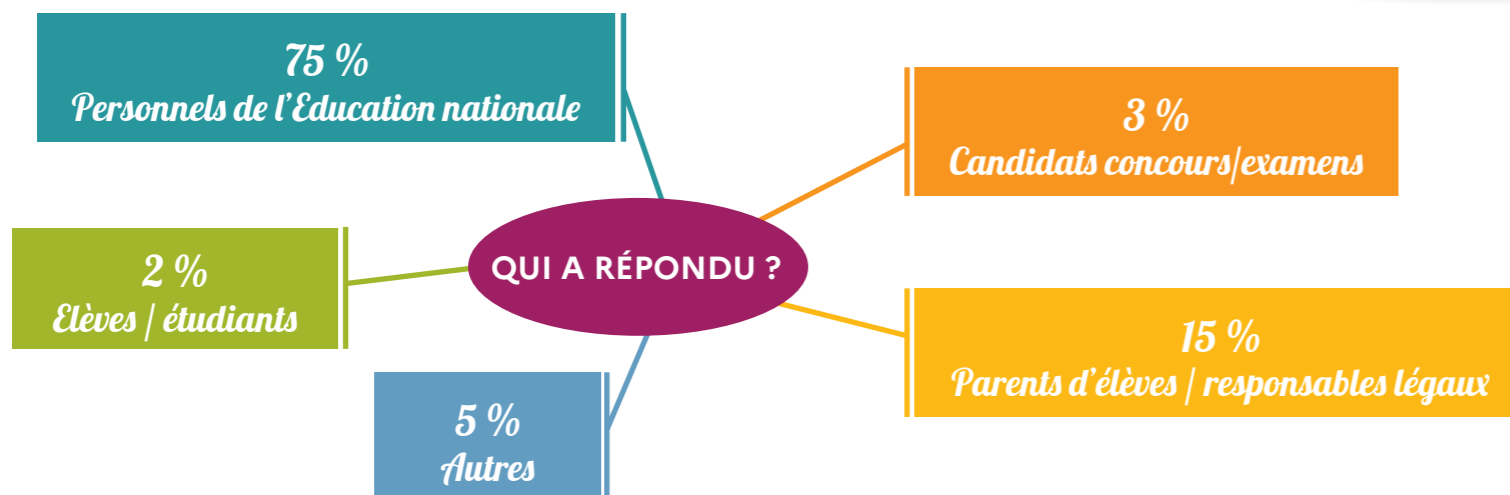 75 %
Personnels de l'Education nationale
3 %
Candidats concours/examens
QUI A RÉPONDU ?
2 %
Elèves / étudiants
15 %
Parents d'élèves / responsables légaux
5 %
Autres